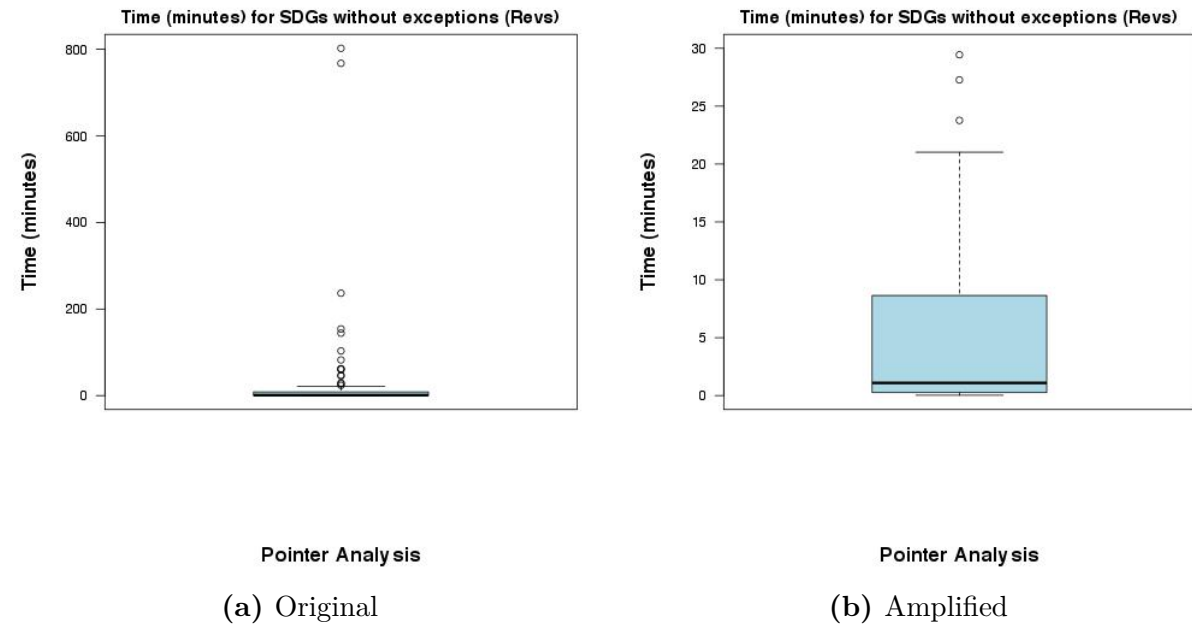 Time (minutes) for SDGs without exceptions (Revs)
Time (minutes)
800
600
400
200
0
Pointer Analysis
(a) Original
Time (minutes) for SDGs without exceptions (Revs)
Time (minutes)
30
25
20
15
10
5
0
Pointer Analysis
(b) Amplified